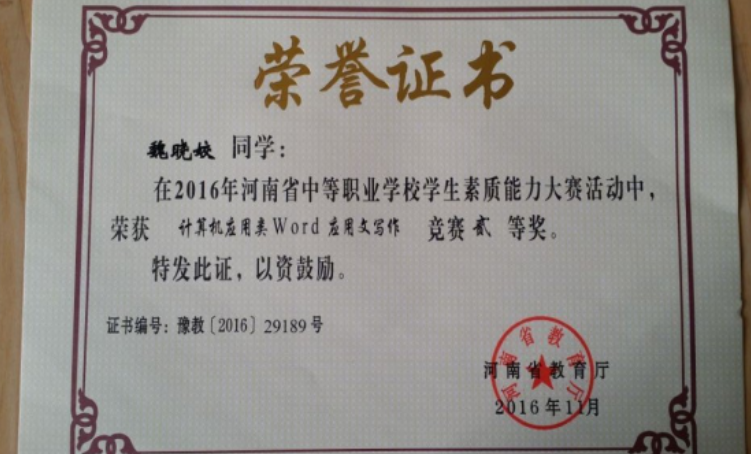 荣誉证书
魏晓姣 同学：
在2016年河南省中等职业学校学生素质能力大赛活动中，
荣获 计算机应用类Word应用文写作 竞赛 贰 等奖。
特发此证，以资鼓励。
证书编号：豫教〔2016〕29189号
河南省教育厅
河南省教育厅
2016年11月